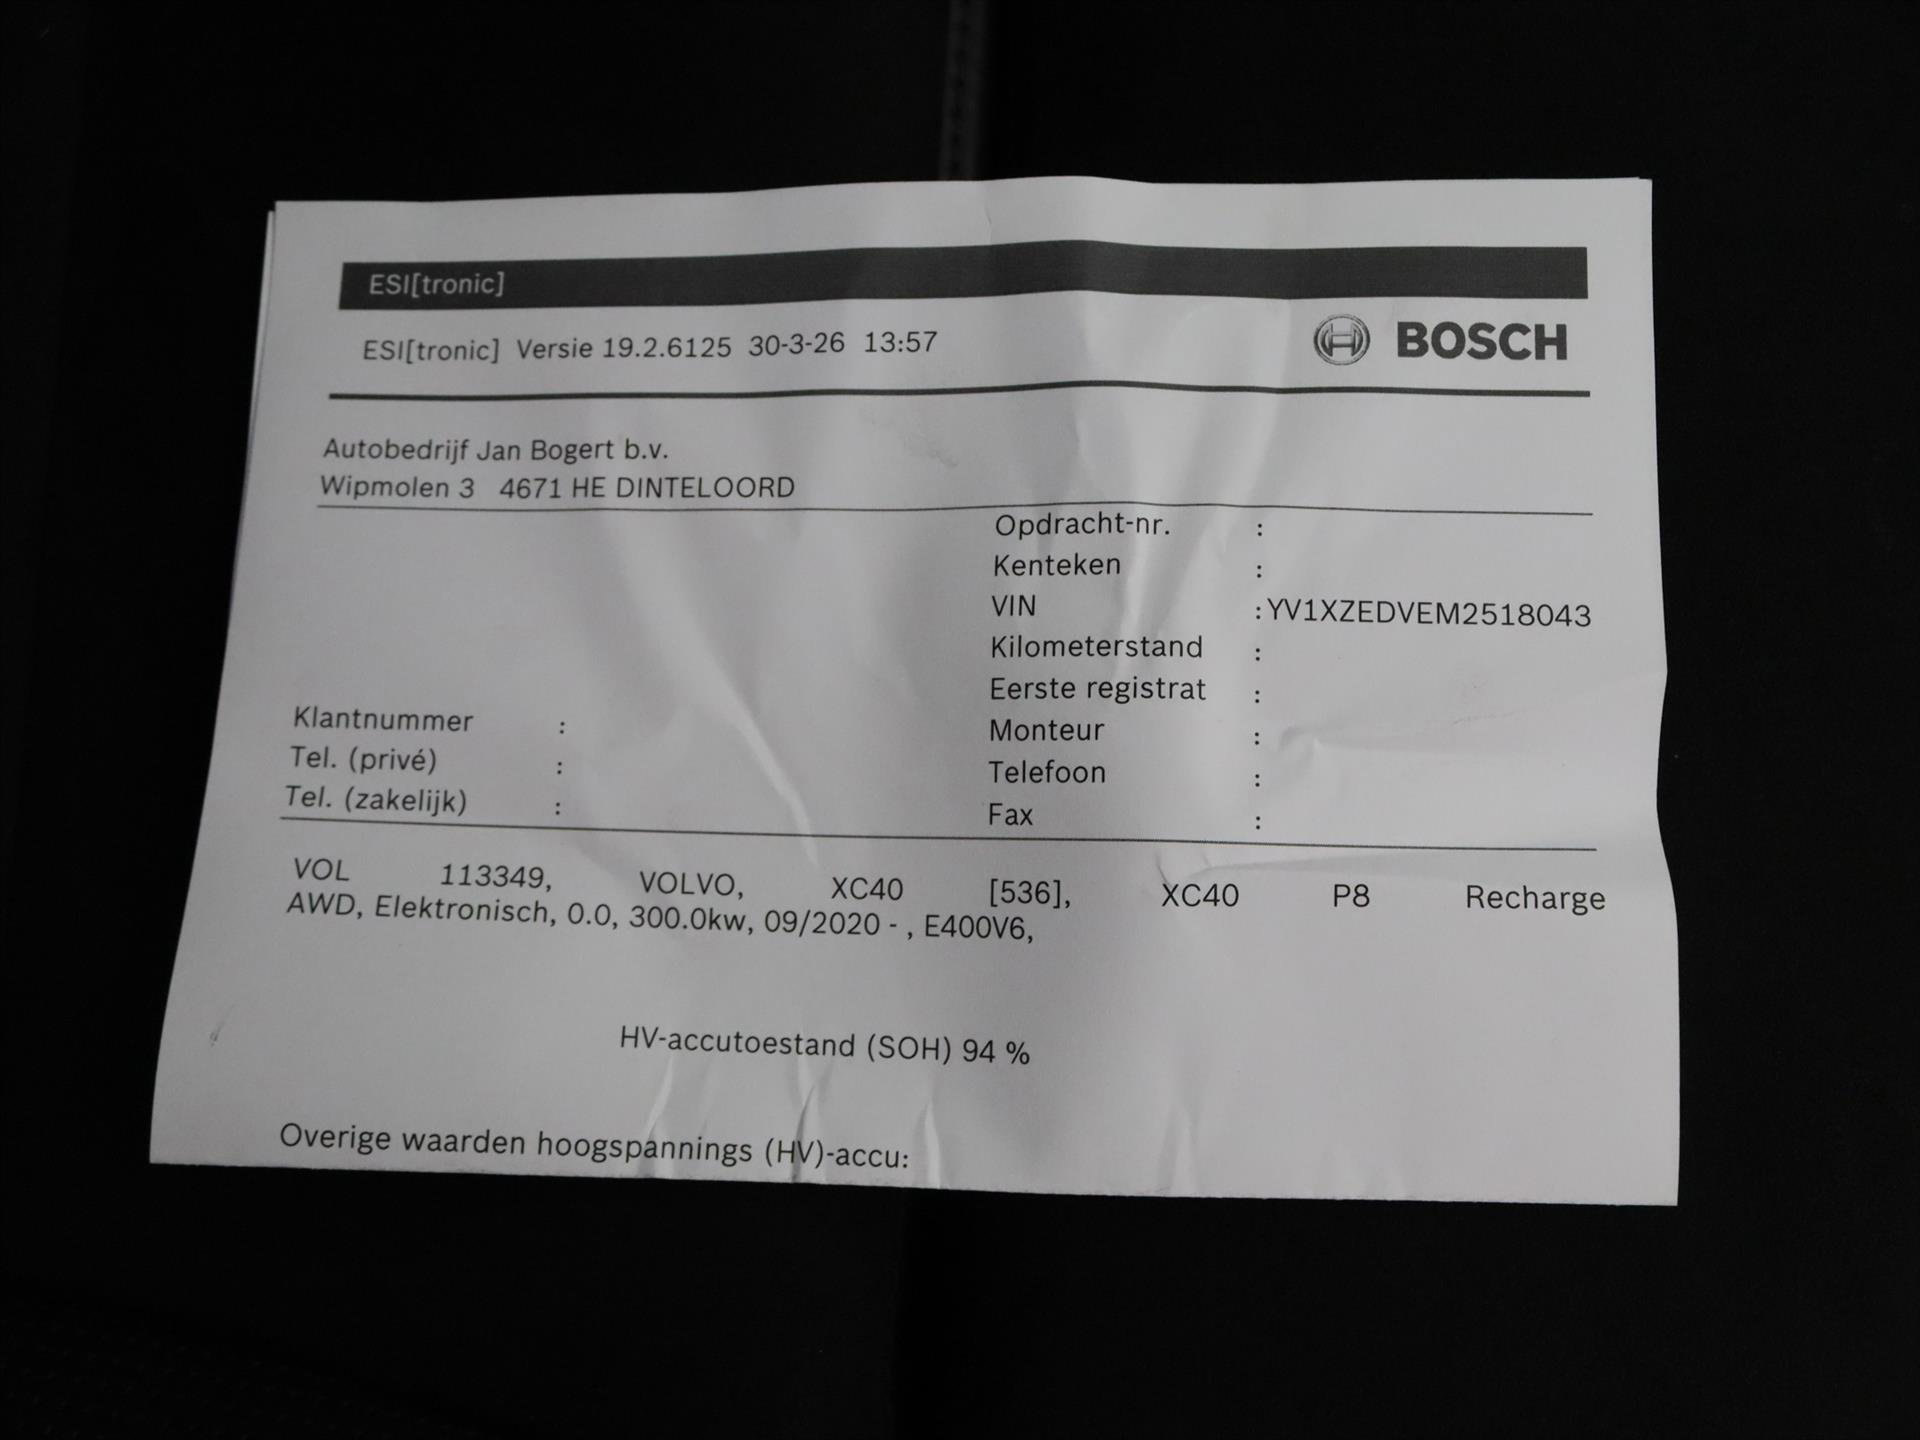 ESI[tronic]
ESI[tronic] Versie 19.2.6125 30-3-26 13:57
BOSCH
Autobedrijf Jan Bogert b.v.
Wipmolen 3 4671 HE DINTELOORD
Opdracht-nr. :
Kenteken :
VIN :YV1XZEDVEM2518043
Kilometerstand :
Eerste registrat :
Klantnummer :
Monteur :
Tel. (privé) :
Telefoon :
Tel. (zakelijk) :
Fax :
VOL 113349, VOLVO, XC40 [536], XC40 P8 Recharge
AWD, Elektronisch, 0.0, 300.0kw, 09/2020 - , E400V6,
HV-accutoestand (SOH) 94 %
Overige waarden hoogspannings (HV)-accu: